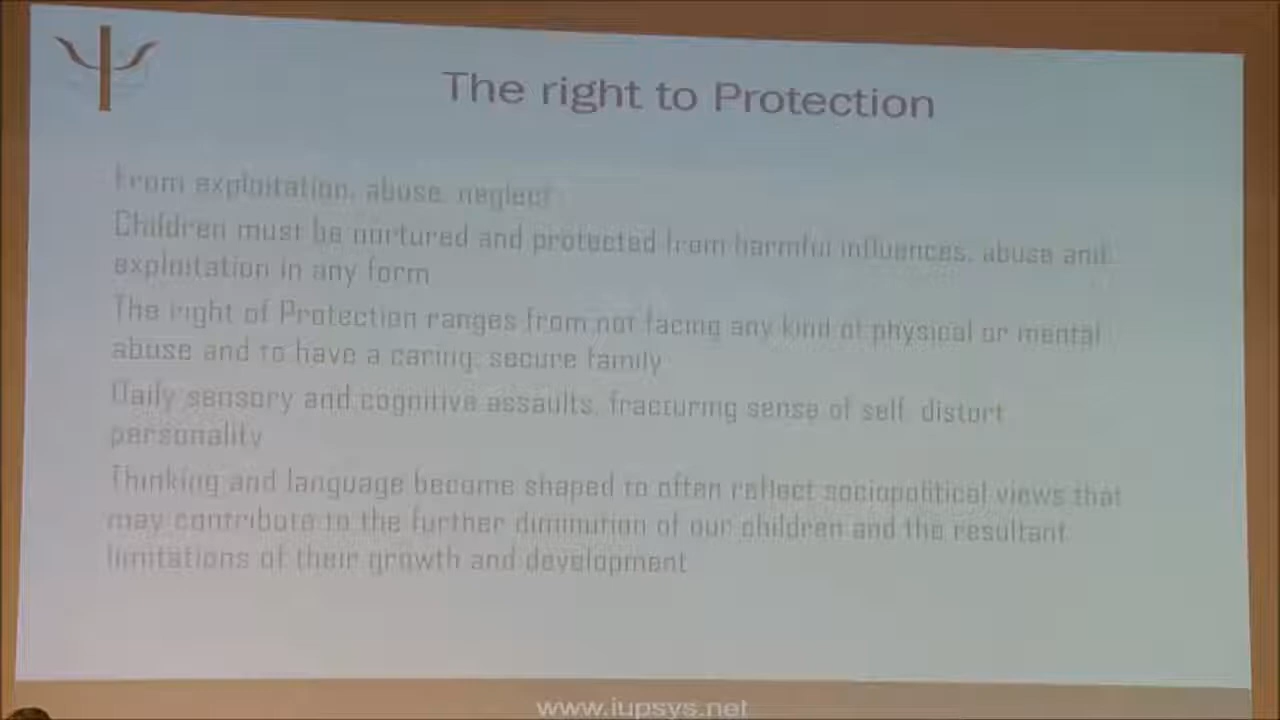 The right to Protection
From exploitation, abuse, neglect
Children must be nurtured and protected from harmful influences, abuse and
exploitation in any form
The right of Protection ranges from not facing any kind of physical or mental
abuse and to have a caring, secure family
Daily sensory and cognitive assaults, fracturing sense of self, distort
personality
Thinking and language become shaped to often reflect sociopolitical views that
may contribute to the further diminution of our children and the resultant
limitations of their growth and development
www.iupsys.net